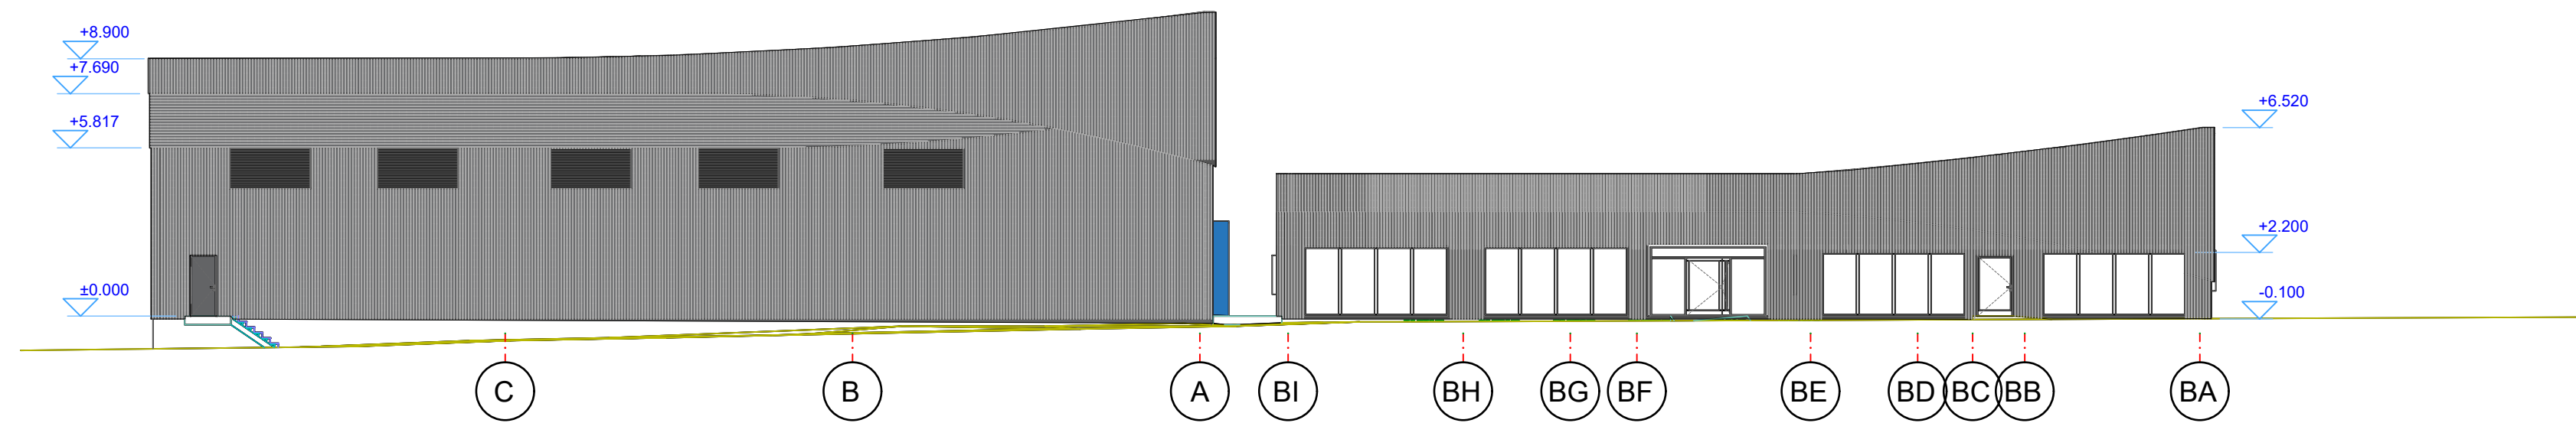 +8.900
+7.690
+5.817
±0.000
+6.520
+2.200
-0.100
C
B
A
BI
BH
BG
BF
BE
BD
BC
BB
BA